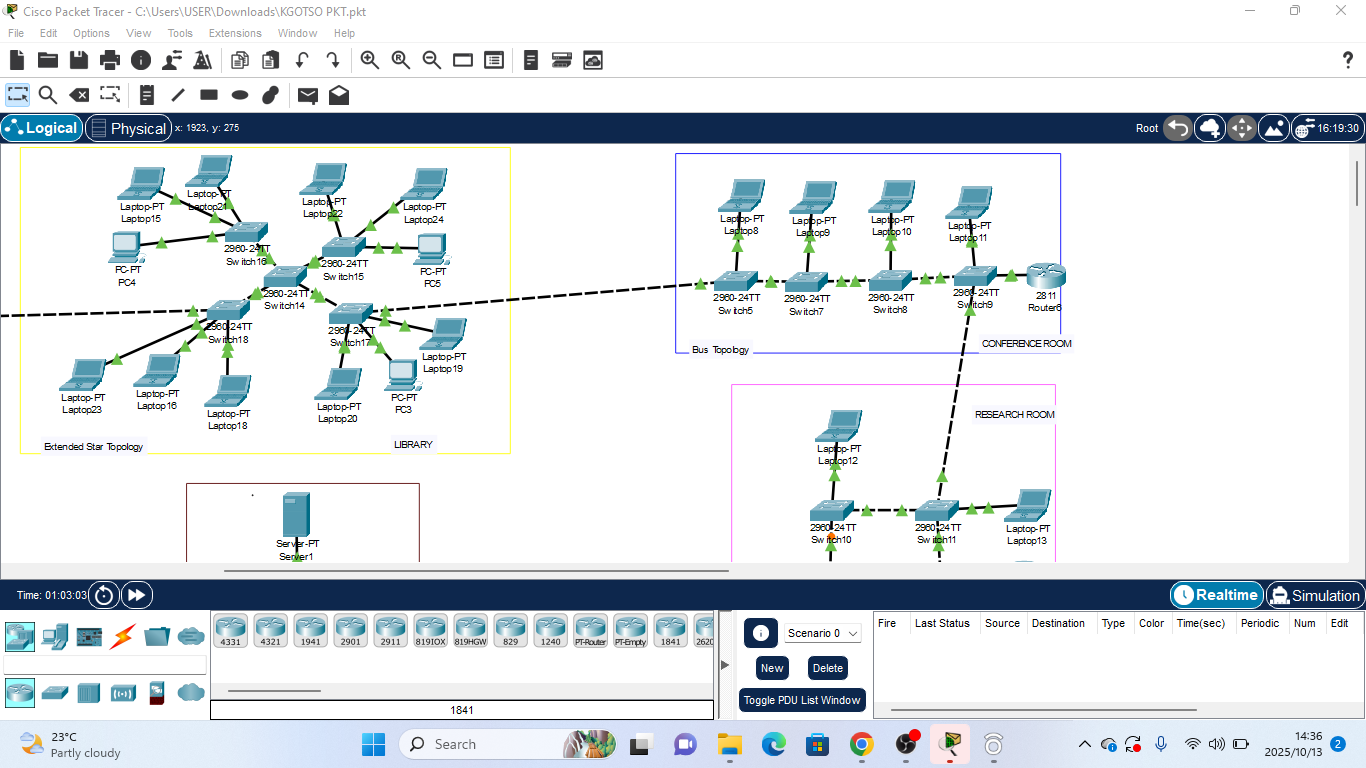 Cisco Packet Tracer - C:\Users\USER\Downloads\KGOTSO PKT.pkt
File Edit Options View Tools Extensions Window Help
?
Logical Physical x: 1923, y: 275 Root 16:19:30
Laptop-PT
Laptop15
Laptop-PT
Laptop21
Laptop-PT
Laptop22
Laptop-PT
Laptop24
2960-24TT
Switch16
2960-24TT
Switch15
PC-PT
PC4
PC-PT
PC5
2960-24TT
Switch14
2960-24TT
Switch18
2960-24TT
Switch17
Laptop-PT
Laptop19
Laptop-PT
Laptop23
Laptop-PT
Laptop16
Laptop-PT
Laptop18
Laptop-PT
Laptop20
PC-PT
PC3
Extended Star Topology
LIBRARY
Laptop-PT
Laptop8
Laptop-PT
Laptop9
Laptop-PT
Laptop10
Laptop-PT
Laptop11
2960-24TT
Switch5
2960-24TT
Switch7
2960-24TT
Switch8
2960-24TT
Switch9
2811
Router6
Bus Topology
CONFERENCE ROOM
RESEARCH ROOM
Laptop-PT
Laptop12
2960-24TT
Switch10
2960-24TT
Switch11
Laptop-PT
Laptop13
Server-PT
Server1
Time: 01:03:03 Realtime Simulation
4331 4321 1941 2901 2911 819IOX 819HGW 829 1240 PT-Router PT-Empty 1841 2620
1841
Scenario 0
New Delete
Toggle PDU List Window
Fire Last Status Source Destination Type Color Time(sec) Periodic Num Edit
23°C
Partly cloudy
Search
14:36
2025/10/13
2